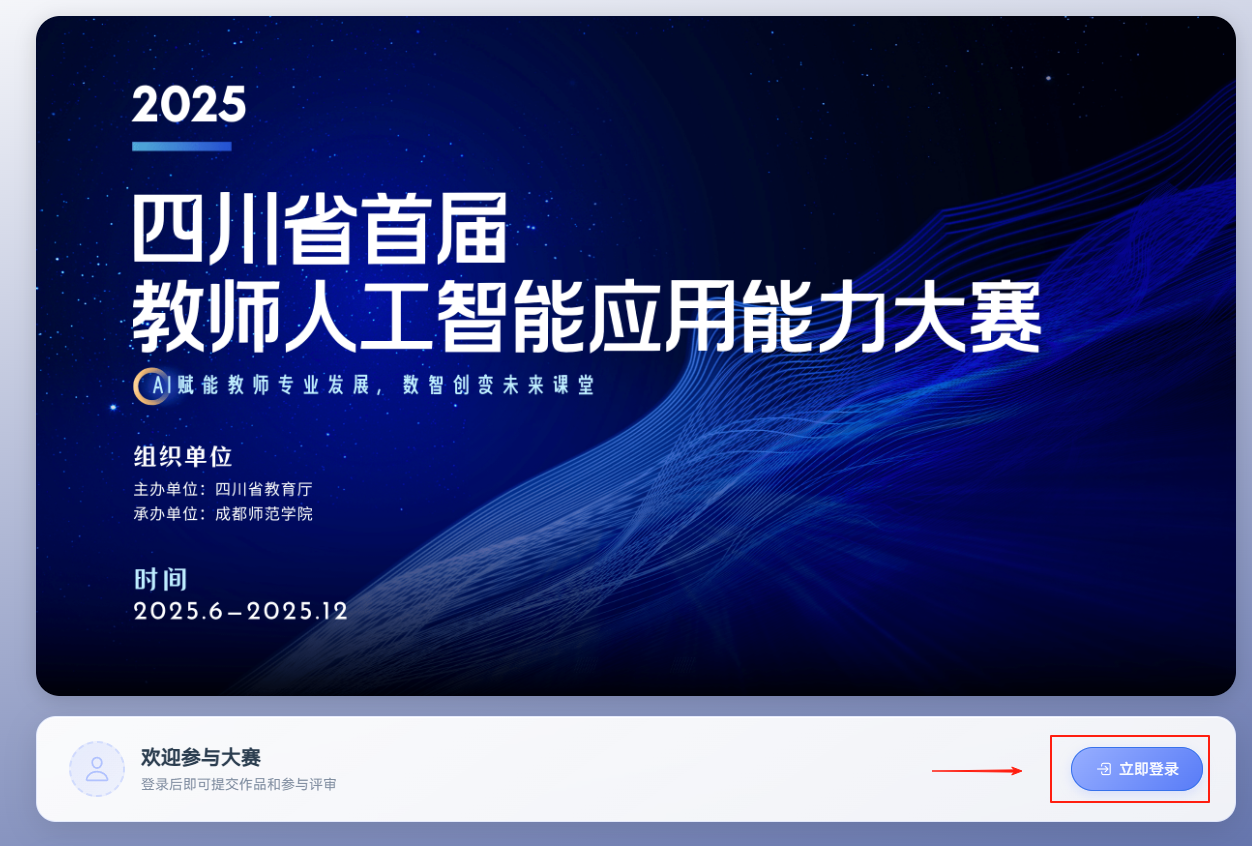 2025
四川省首届
教师人工智能应用能力大赛
AI赋能教师专业发展，数智创变未来课堂
组织单位
主办单位：四川省教育厅
承办单位：成都师范学院
时间
2025.6—2025.12
欢迎参与大赛
登录后即可提交作品和参与评审
立即登录